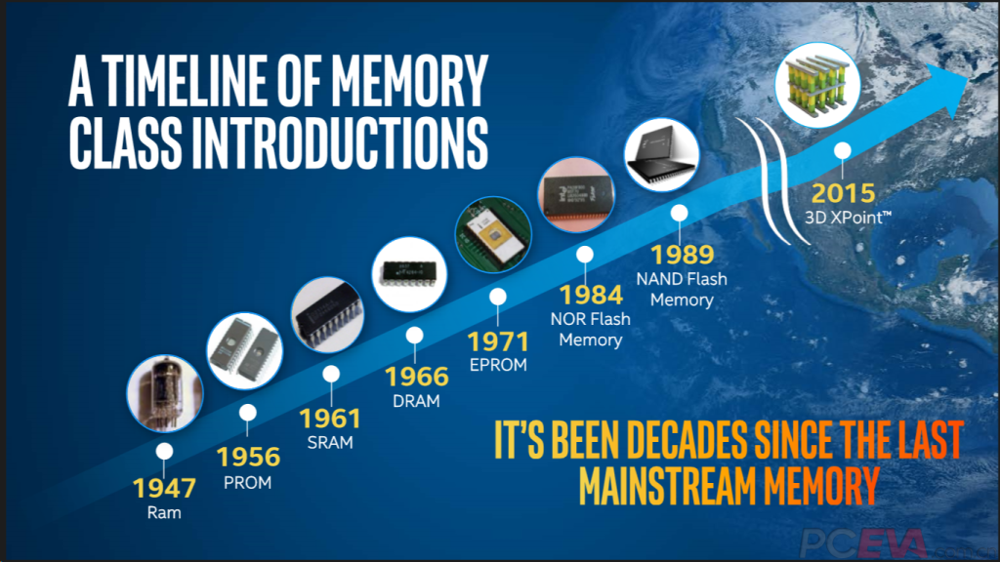 A TIMELINE OF MEMORY
CLASS INTRODUCTIONS
1947
Ram
1956
PROM
1961
SRAM
1966
DRAM
1971
EPROM
1984
NOR Flash
Memory
1989
NAND Flash
Memory
2015
3D XPoint™
IT'S BEEN DECADES SINCE THE LAST
MAINSTREAM MEMORY
PCEVA